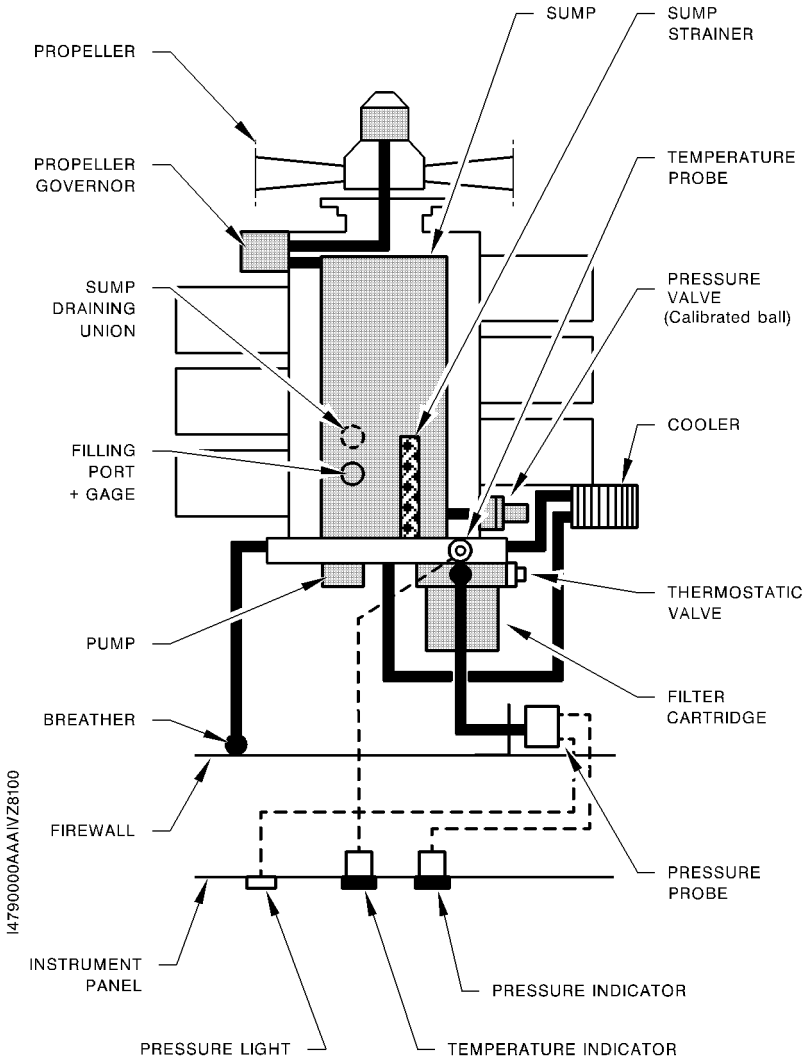 SUMP
SUMP
STRAINER
PROPELLER
PROPELLER
GOVERNOR
TEMPERATURE
PROBE
SUMP
DRAINING
UNION
PRESSURE
VALVE
(Calibrated ball)
FILLING
PORT
+ GAGE
COOLER
THERMOSTATIC
VALVE
PUMP
FILTER
CARTRIDGE
BREATHER
FIREWALL
PRESSURE
PROBE
I4790000AAAIVZ8100
INSTRUMENT
PANEL
PRESSURE INDICATOR
PRESSURE LIGHT
TEMPERATURE INDICATOR